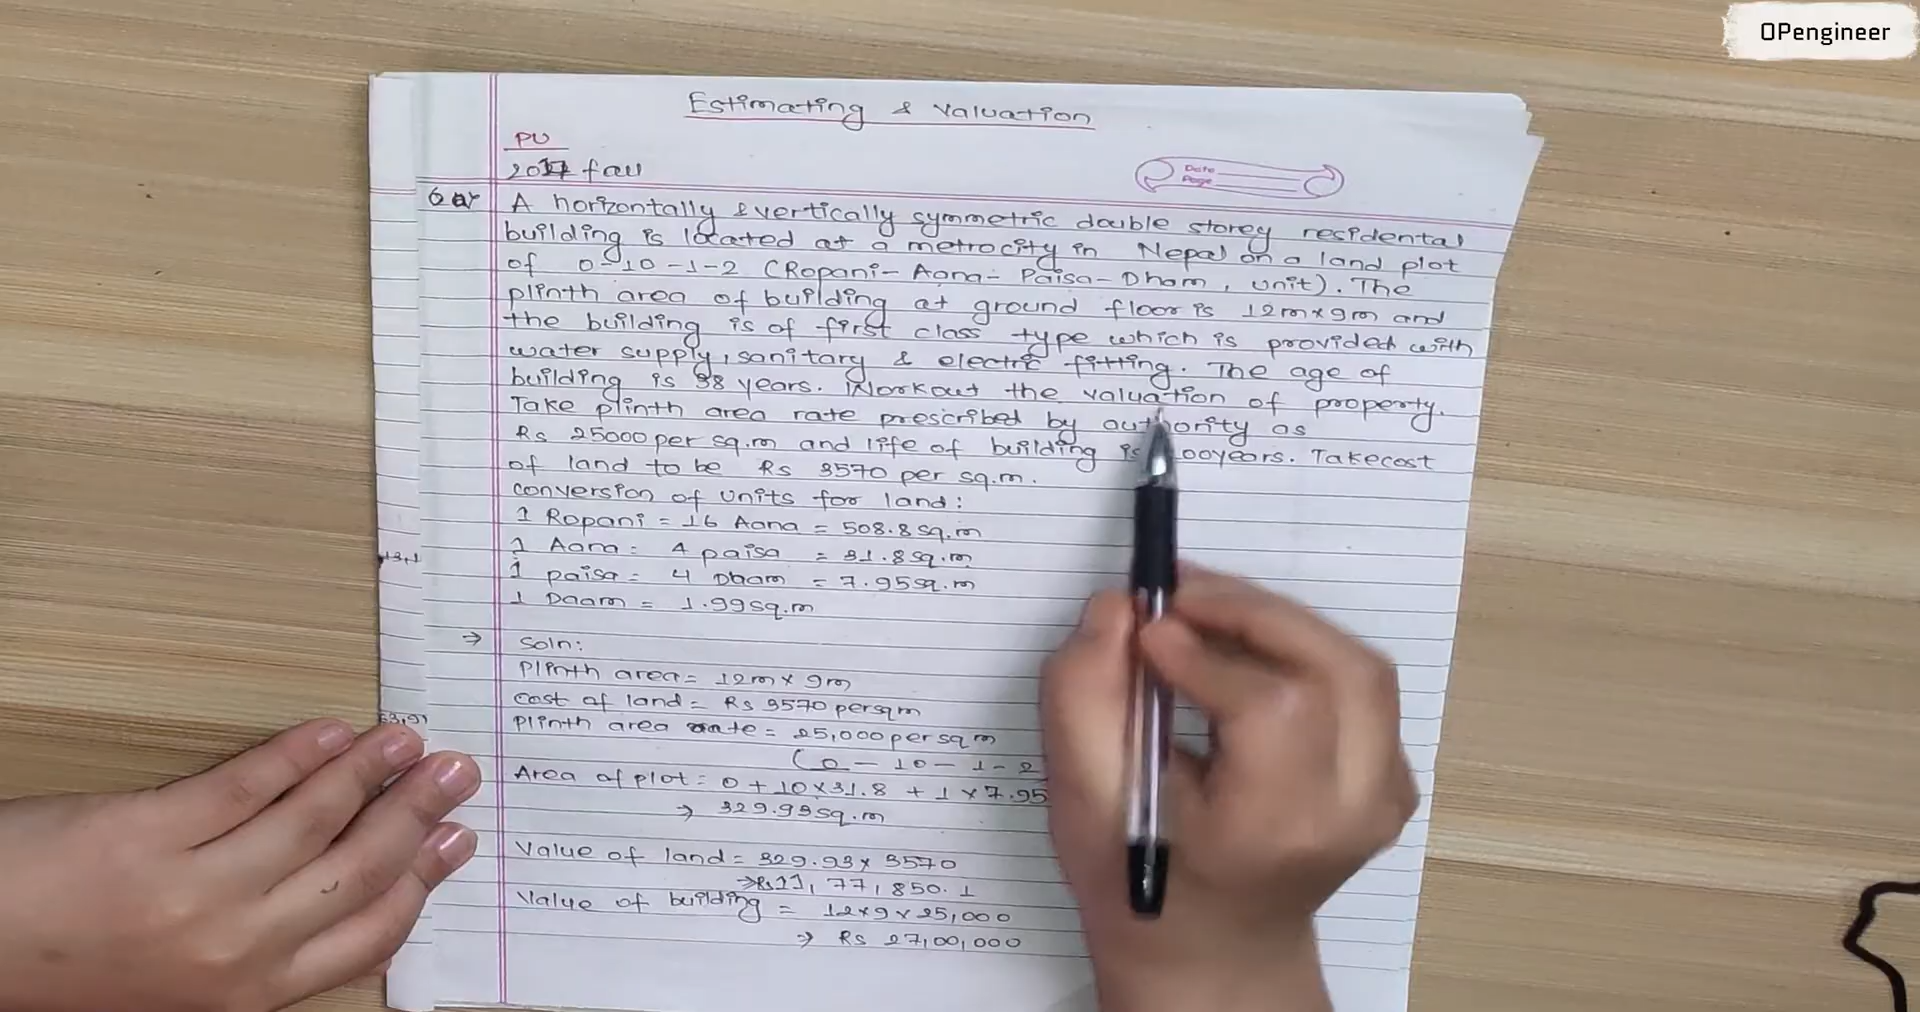 OPengineer
Estimating & Valuation
PU
2017 fall
Date
Page
6 a) A horizontally & vertically symmetric double storey residental
building is located at a metrocity in Nepal on a land plot
of 0-10-1-2 (Ropani-Aana-Paisa-Dham, unit). The
plinth area of building at ground floor is 12m×9m and
the building is of first class type which is provided with
water supply, sanitary & electric fitting. The age of
building is 38 years. Workout the valuation of property.
Take plinth area rate prescribed by authority as
Rs 25000 per sq.m and life of building is 00years. Take cost
of land to be Rs 3570 per sq.m.
conversion of units for land:
1 Ropani = 16 Aana = 508.8 sq.m
1 Aana = 4 paisa = 31.8 sq.m
1 paisa = 4 Dham = 7.95 sq.m
1 Daam = 1.99 sq.m
⇒ Soln:
Plinth area = 12m × 9m
cost of land = Rs 3570 per sqm
Plinth area rate = 25,000 per sq m
(0 - 10 - 1 - 2
Area of plot = 0 + 10×31.8 + 1×7.95
⇒ 329.93 sq.m
Value of land = 329.93 × 3570
⇒ Rs 11,77,850.1
Value of building = 12×9×25,000
⇒ Rs 27,00,000